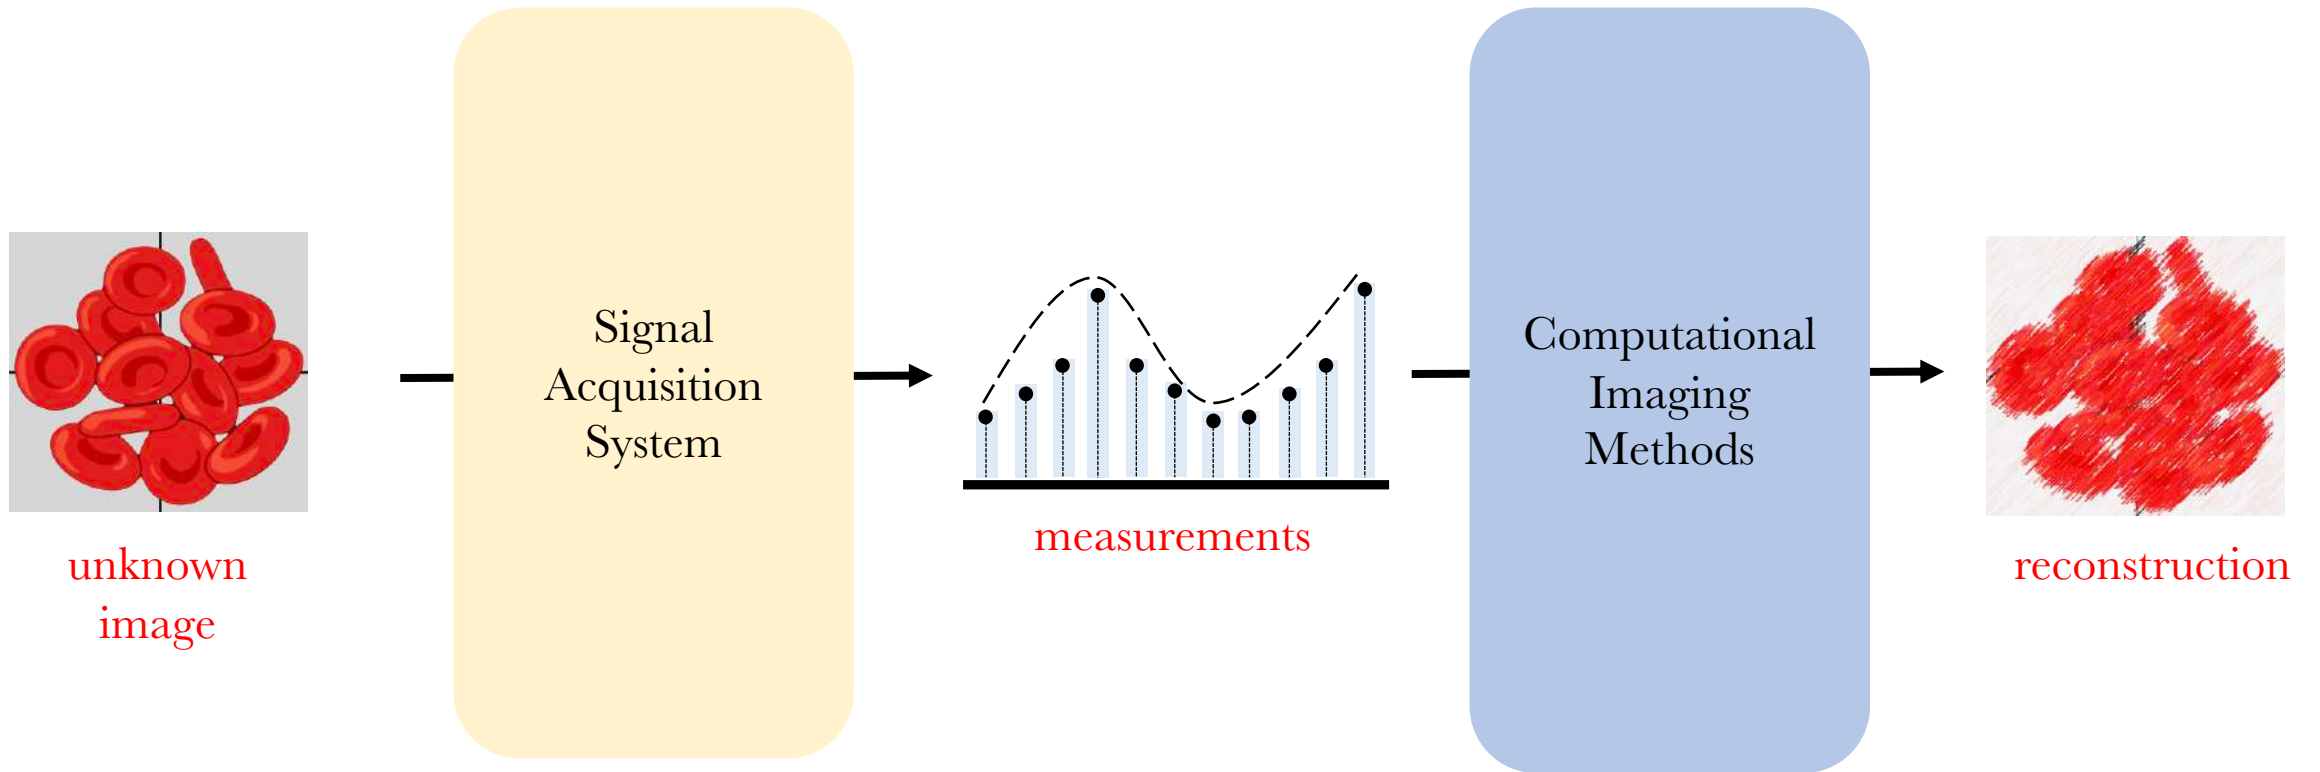 unknown
image
Signal
Acquisition
System
measurements
Computational
Imaging
Methods
reconstruction